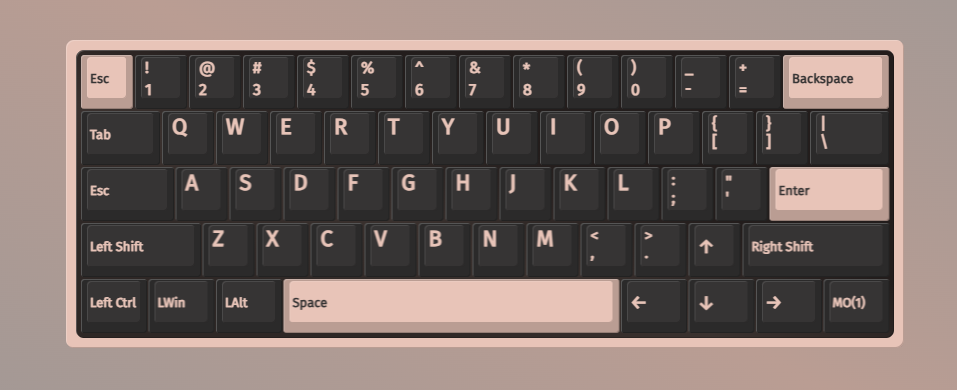 Esc ! 1 @ 2 # 3 $ 4 % 5 ^ 6 & 7 * 8 ( 9 ) 0 _ - + = Backspace
Tab Q W E R T Y U I O P { [ } ] | \
Esc A S D F G H J K L : ; " ' Enter
Left Shift Z X C V B N M < , > . ↑ Right Shift
Left Ctrl LWin LAlt Space ← ↓ → MO(1)